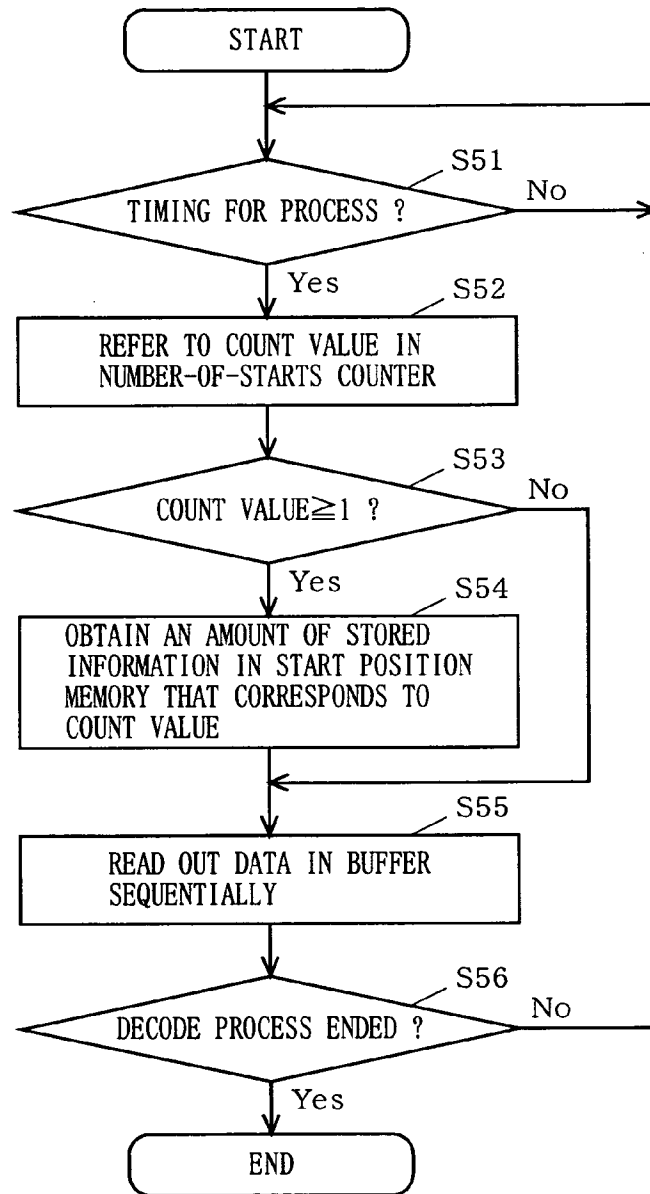 START
S51
TIMING FOR PROCESS ?
No
Yes
S52
REFER TO COUNT VALUE IN
NUMBER-OF-STARTS COUNTER
S53
COUNT VALUE≧1 ?
No
Yes
S54
OBTAIN AN AMOUNT OF STORED
INFORMATION IN START POSITION
MEMORY THAT CORRESPONDS TO
COUNT VALUE
S55
READ OUT DATA IN BUFFER
SEQUENTIALLY
S56
DECODE PROCESS ENDED ?
No
Yes
END